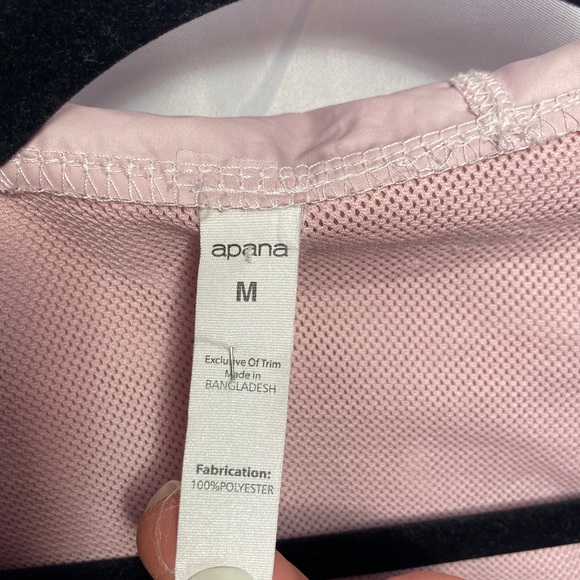 apana
M
Exclusive Of Trim
Made in
BANGLADESH
Fabrication:
100%POLYESTER